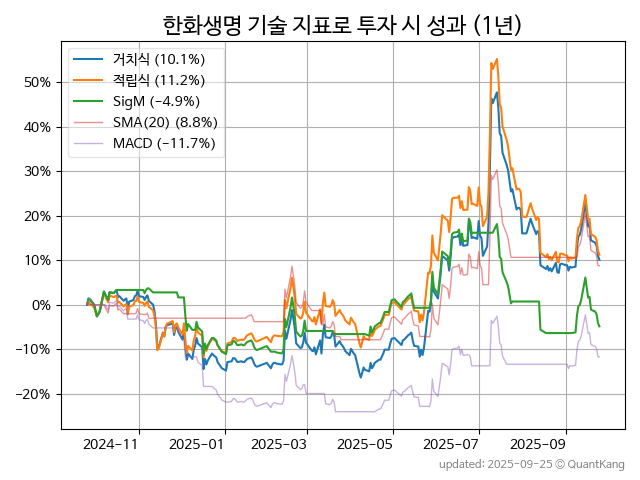 한화생명 기술 지표로 투자 시 성과 (1년)
거치식 (10.1%)
적립식 (11.2%)
SigM (−4.9%)
SMA(20) (8.8%)
MACD (−11.7%)
50%
40%
30%
20%
10%
0%
−10%
−20%
2024-11 2025-01 2025-03 2025-05 2025-07 2025-09
updated: 2025-09-25 ⓒ QuantKang